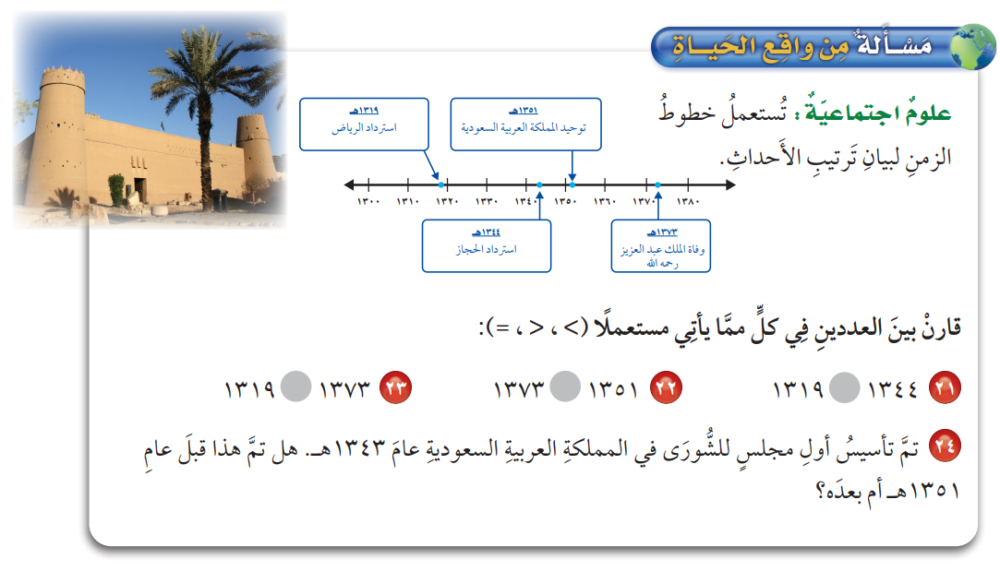 مَسْـأَلةٌ مِن واقِعِ الحَيـاةِ
علومٌ اجتماعيّةٌ: تُستعملُ خطوطُ
الزمنِ لبيانِ تَرتيبِ الأَحداثِ.
١٣١٩هـ
استرداد الرياض
١٣٥١هـ
توحيد المملكة العربية السعودية
١٣٠٠ ١٣١٠ ١٣٢٠ ١٣٣٠ ١٣٤٠ ١٣٥٠ ١٣٦٠ ١٣٧٠ ١٣٨٠
١٣٤٤هـ
استرداد الحجاز
١٣٧٣هـ
وفاة الملك عبد العزيز
رحمه الله
قارنْ بينَ العددينِ فِي كلٍّ ممَّا يأتِي مستعملًا (> ، < ، =):
٢١ ١٣٤٤ ١٣١٩
٢٢ ١٣٥١ ١٣٧٣
٢٣ ١٣٧٣ ١٣١٩
٢٤ تمَّ تأسيسُ أولِ مجلسٍ للشُّورَى في المملكةِ العربيةِ السعوديةِ عامَ ١٣٤٣هـ. هل تمَّ هذا قبلَ عامِ
١٣٥١هـ أم بعدَه؟